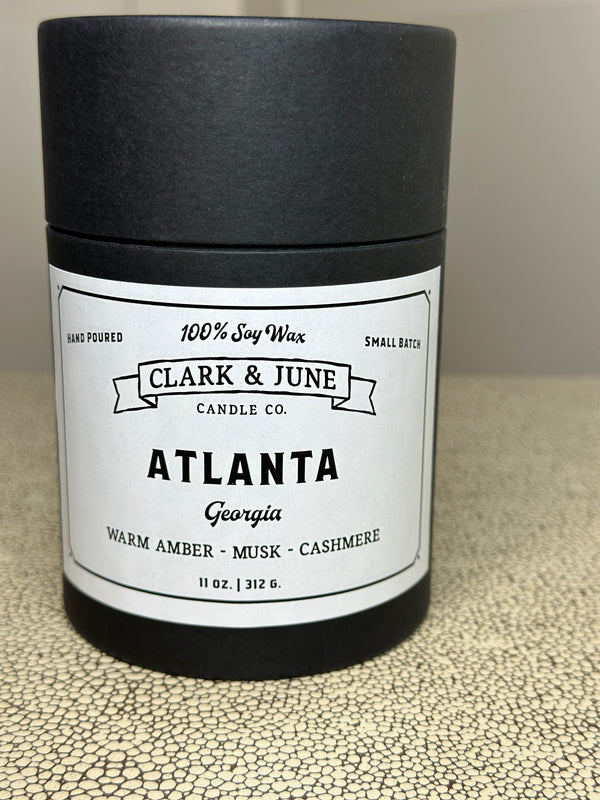 100% Soy Wax
HAND POURED
SMALL BATCH
CLARK & JUNE
CANDLE CO.
ATLANTA
Georgia
WARM AMBER - MUSK - CASHMERE
11 OZ. | 312 G.